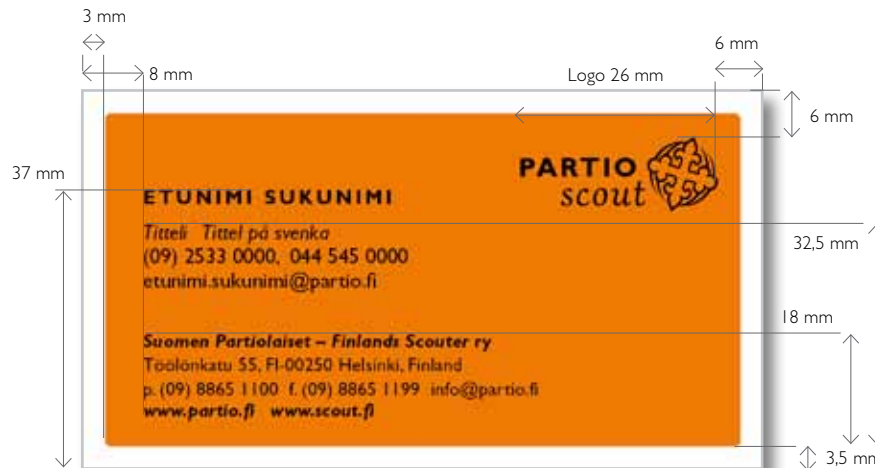 3 mm
6 mm
8 mm
Logo 26 mm
6 mm
37 mm
PARTIO
scout
ETUNIMI SUKUNIMI
Titteli Tittel på svenka
(09) 2533 0000, 044 545 0000
etunimi.sukunimi@partio.fi
32,5 mm
18 mm
Suomen Partiolaiset – Finlands Scouter ry
Töölönkatu 55, FI-00250 Helsinki, Finland
p. (09) 8865 1100 f. (09) 8865 1199 info@partio.fi
www.partio.fi www.scout.fi
3,5 mm